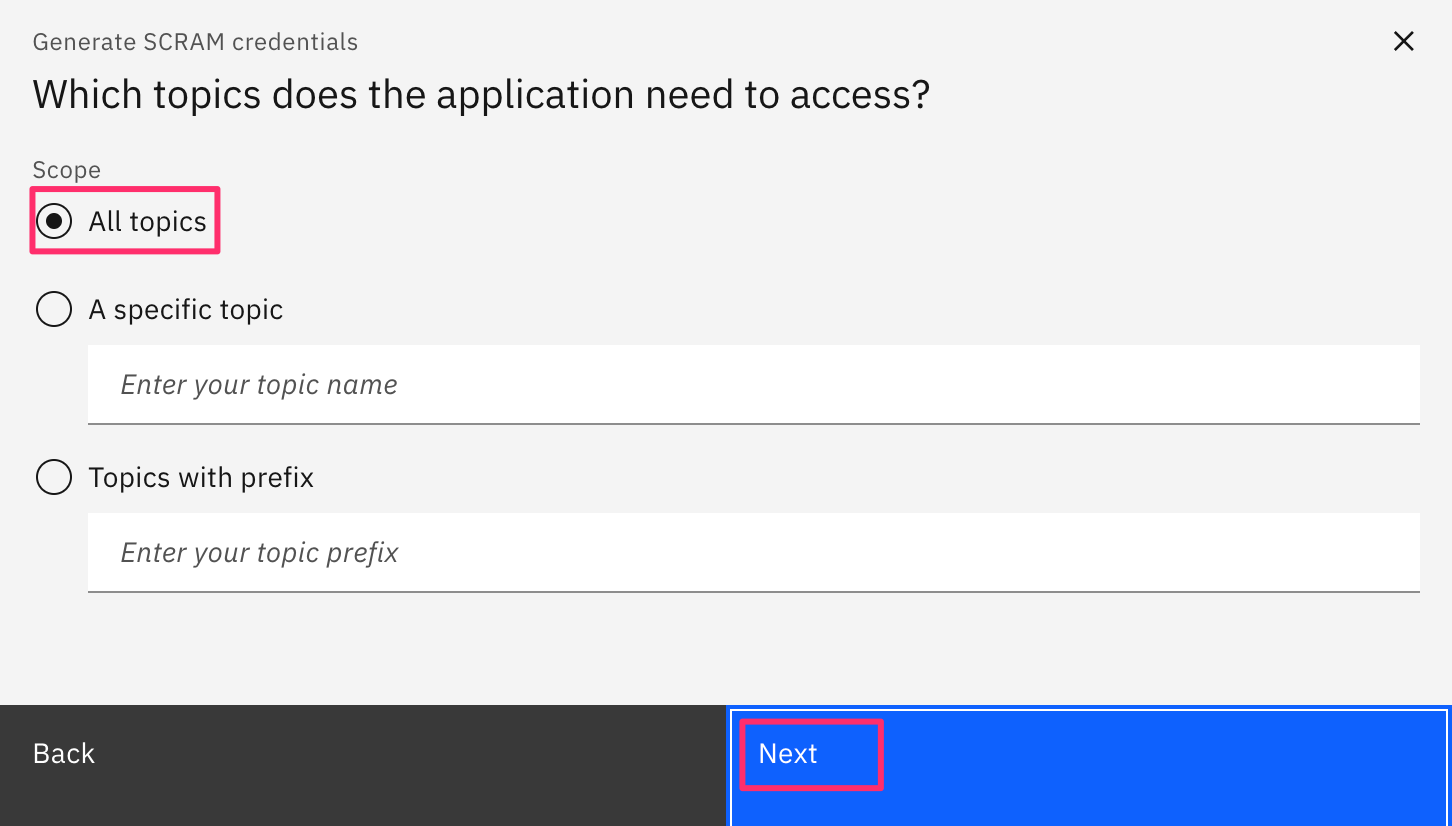 Generate SCRAM credentials
Which topics does the application need to access?
Scope
All topics
A specific topic
Enter your topic name
Topics with prefix
Enter your topic prefix
Back
Next